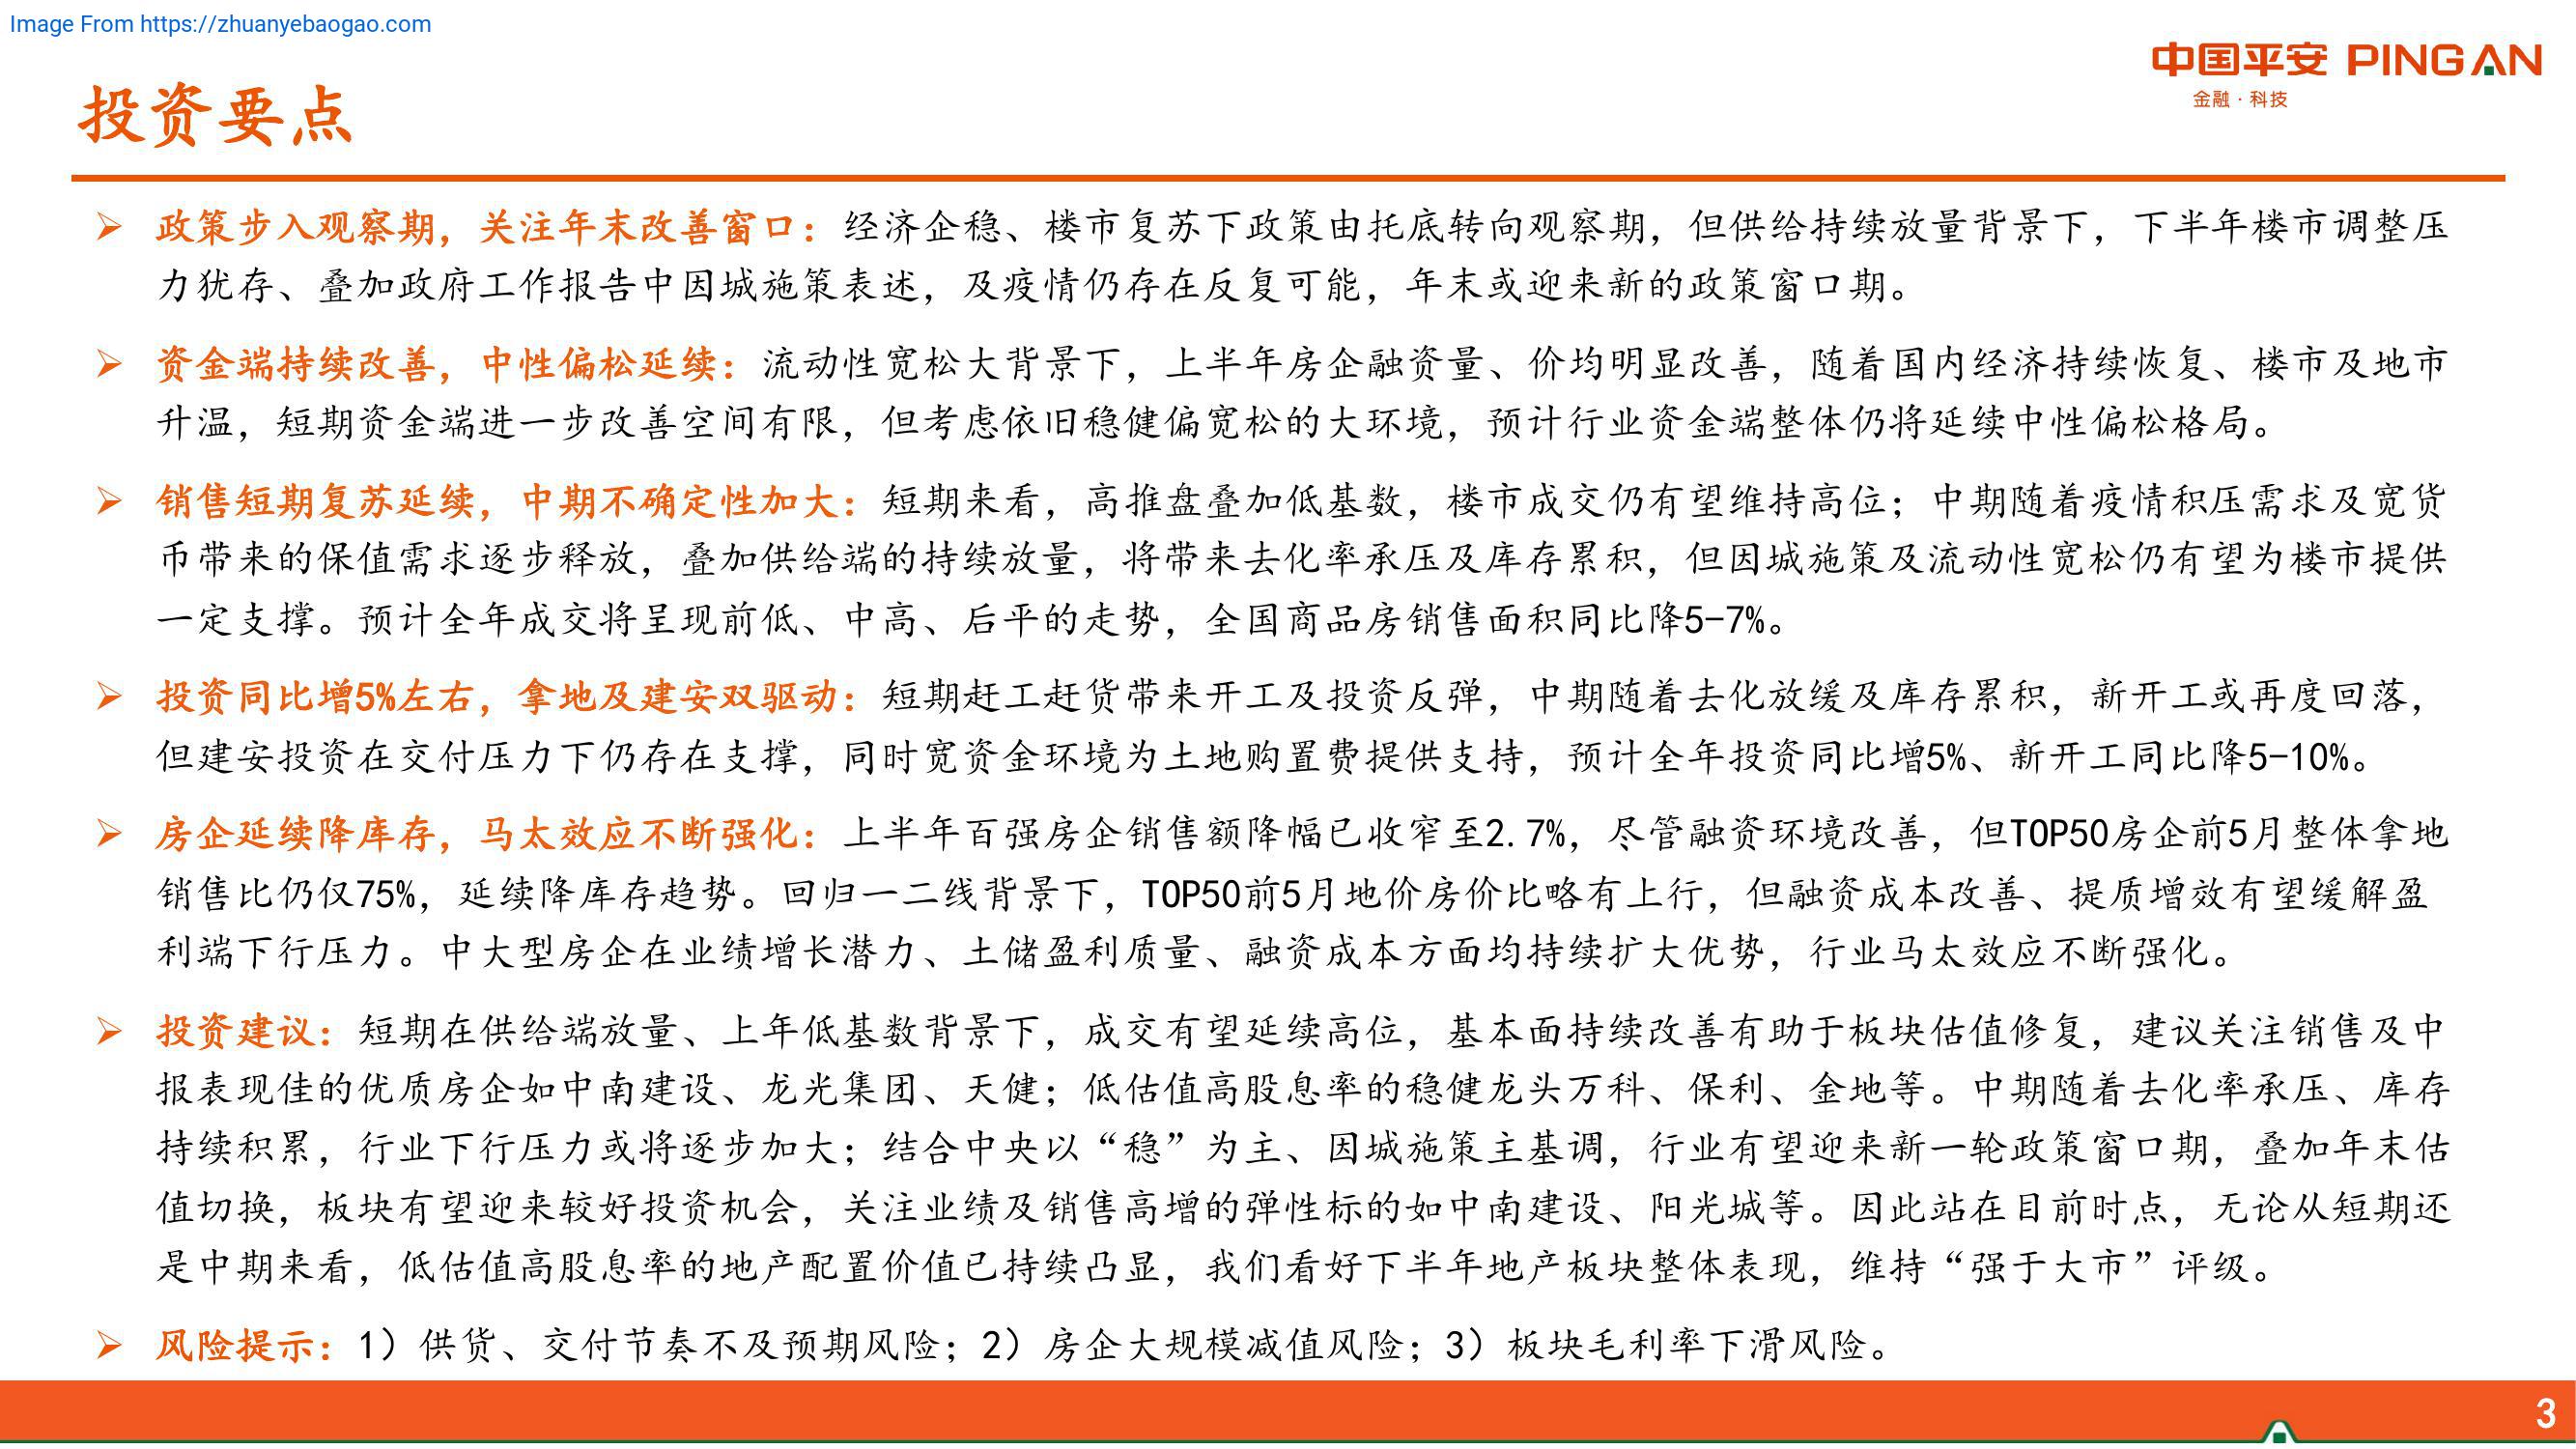 Image From https://zhuanyebaogao.com
中国平安 PINGAN
金融·科技
投资要点
政策步入观察期，关注年末改善窗口：经济企稳、楼市复苏下政策由托底转向观察期，但供给持续放量背景下，下半年楼市调整压
力犹存、叠加政府工作报告中因城施策表述，及疫情仍存在反复可能，年末或迎来新的政策窗口期。
资金端持续改善，中性偏松延续：流动性宽松大背景下，上半年房企融资量、价均明显改善，随着国内经济持续恢复、楼市及地市
升温，短期资金端进一步改善空间有限，但考虑依旧稳健偏宽松的大环境，预计行业资金端整体仍将延续中性偏松格局。
销售短期复苏延续，中期不确定性加大：短期来看，高推盘叠加低基数，楼市成交仍有望维持高位；中期随着疫情积压需求及宽货
币带来的保值需求逐步释放，叠加供给端的持续放量，将带来去化率承压及库存累积，但因城施策及流动性宽松仍有望为楼市提供
一定支撑。预计全年成交将呈现前低、中高、后平的走势，全国商品房销售面积同比降5-7%。
投资同比增5%左右，拿地及建安双驱动：短期赶工赶货带来开工及投资反弹，中期随着去化放缓及库存累积，新开工或再度回落，
但建安投资在交付压力下仍存在支撑，同时宽资金环境为土地购置费提供支持，预计全年投资同比增5%、新开工同比降5-10%。
房企延续降库存，马太效应不断强化：上半年百强房企销售额降幅已收窄至2.7%，尽管融资环境改善，但TOP50房企前5月整体拿地
销售比仍仅75%，延续降库存趋势。回归一二线背景下，TOP50前5月地价房价比略有上行，但融资成本改善、提质增效有望缓解盈
利端下行压力。中大型房企在业绩增长潜力、土储盈利质量、融资成本方面均持续扩大优势，行业马太效应不断强化。
投资建议：短期在供给端放量、上年低基数背景下，成交有望延续高位，基本面持续改善有助于板块估值修复，建议关注销售及中
报表现佳的优质房企如中南建设、龙光集团、天健；低估值高股息率的稳健龙头万科、保利、金地等。中期随着去化率承压、库存
持续积累，行业下行压力或将逐步加大；结合中央以“稳”为主、因城施策主基调，行业有望迎来新一轮政策窗口期，叠加年末估
值切换，板块有望迎来较好投资机会，关注业绩及销售高增的弹性标的如中南建设、阳光城等。因此站在目前时点，无论从短期还
是中期来看，低估值高股息率的地产配置价值已持续凸显，我们看好下半年地产板块整体表现，维持“强于大市”评级。
风险提示：1）供货、交付节奏不及预期风险；2）房企大规模减值风险；3）板块毛利率下滑风险。
3